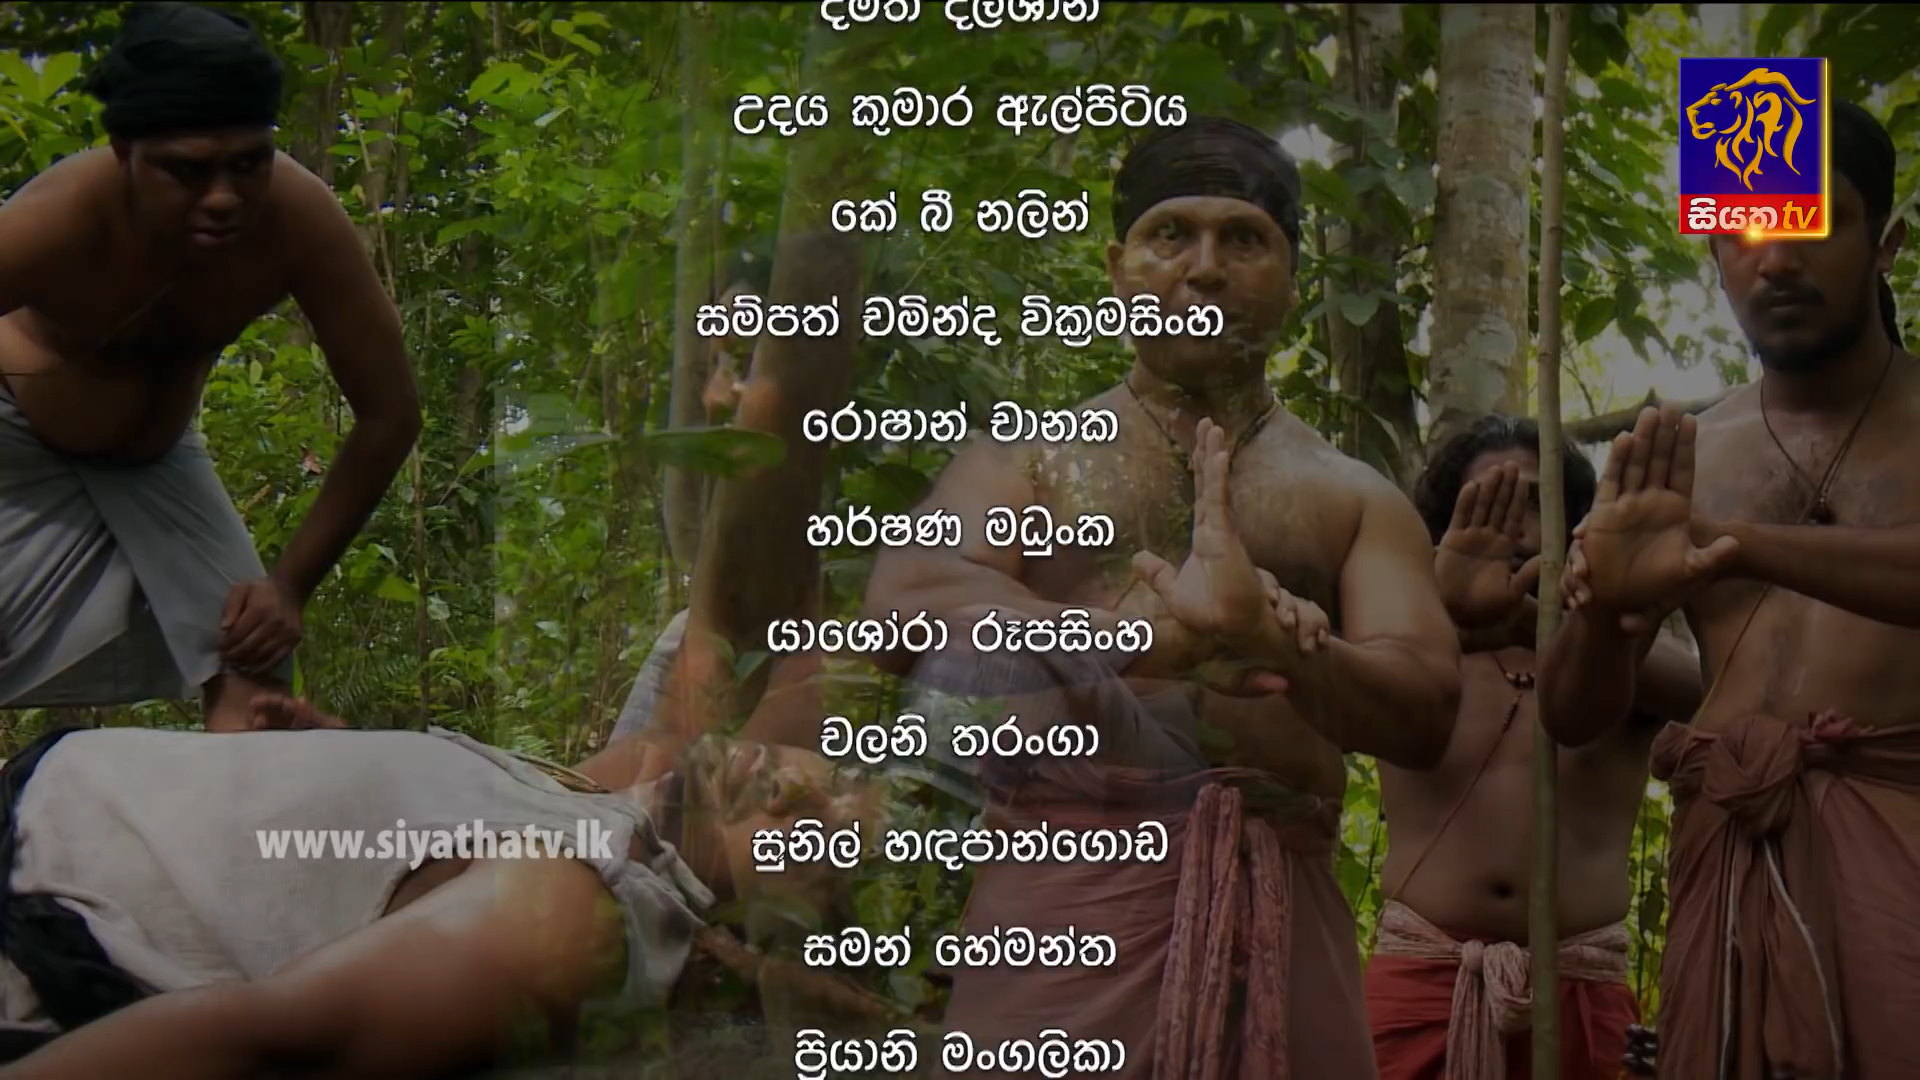 දිමත් දිල්ශාන්
උදය කුමාර ඇල්පිටිය
කේ බී නලින්
සම්පත් චමින්ද වික්‍රමසිංහ
රොෂාන් චානක
හර්ෂණ මධුංක
යාශෝරා රූපසිංහ
චලනි තරංගා
සුනිල් හඳපාන්ගොඩ
සමන් හේමන්ත
ප්‍රියානි මංගලිකා
සියත tv
www.siyathatv.lk